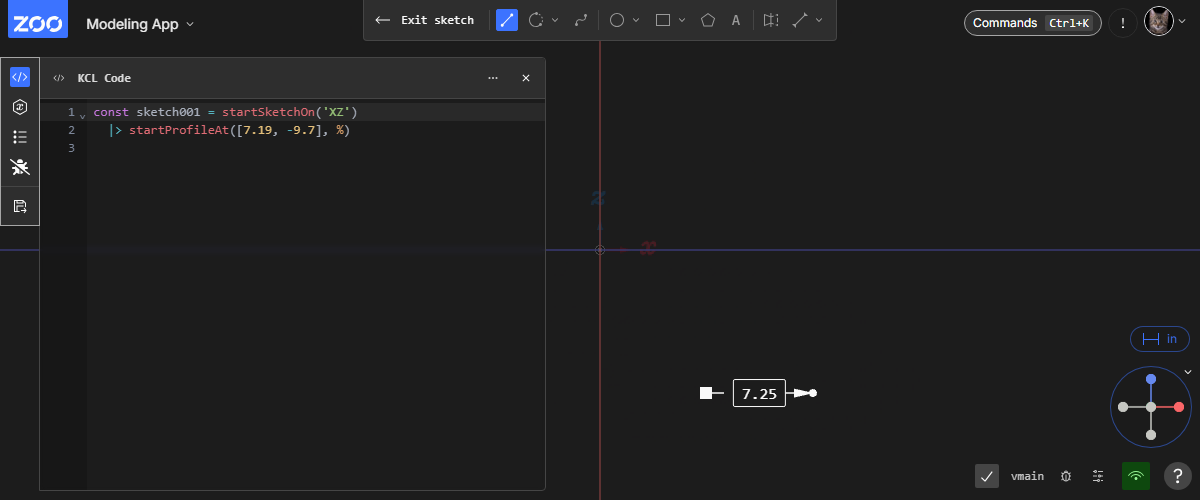 ZOO
Modeling App
Exit sketch
A
Commands Ctrl+K
!
KCL Code
1 const sketch001 = startSketchOn('XZ')
2 |> startProfileAt([7.19, -9.7], %)
3
z
x
7.25
in
vmain
?